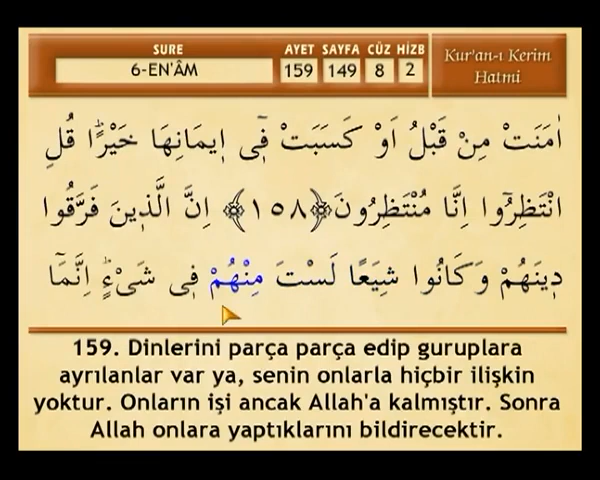 SURE AYET SAYFA CÜZ HİZB
6-EN'ÂM 159 149 8 2
Kur'an-ı Kerim
Hatmi
اٰمَنَتْ مِنْ قَبْلُ اَوْ كَسَبَتْ فٖٓي اٖيمَانِهَا خَيْرًاؕ قُلِ
انْتَظِرُٓوا اِنَّا مُنْتَظِرُونَ ﴿١٥٨﴾ اِنَّ الَّذٖينَ فَرَّقُوا
دٖينَهُمْ وَكَانُوا شِيَعًا لَسْتَ مِنْهُمْ فٖي شَيْءٍؕ اِنَّمَٓا
159. Dinlerini parça parça edip guruplara
ayrılanlar var ya, senin onlarla hiçbir ilişkin
yoktur. Onların işi ancak Allah'a kalmıştır. Sonra
Allah onlara yaptıklarını bildirecektir.